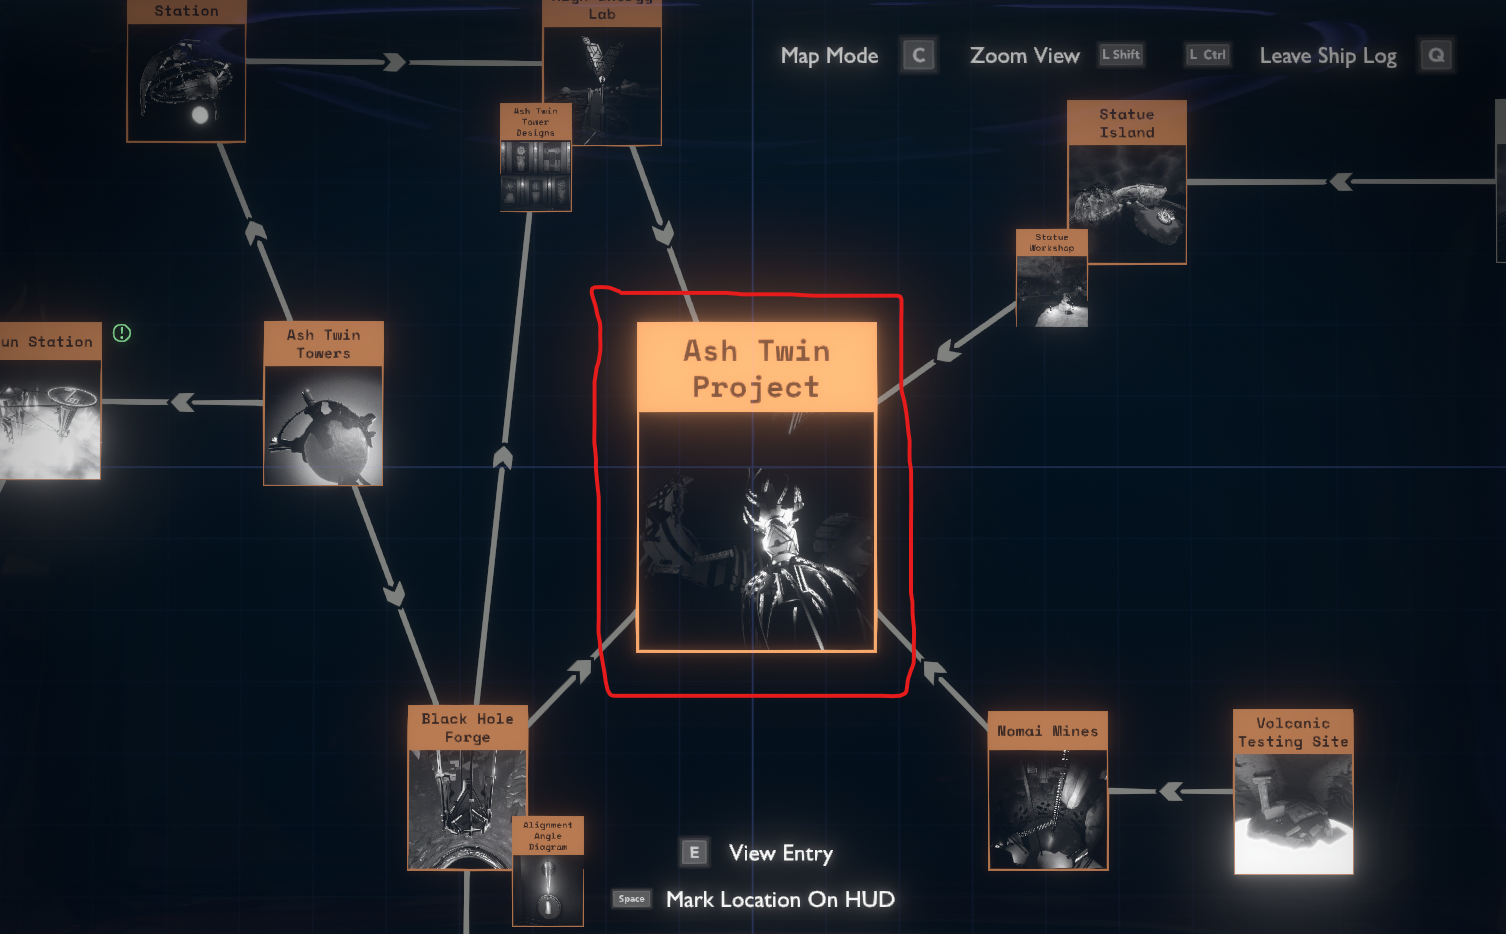 Station
High Energy
Lab
Map Mode C Zoom View L Shift L Ctrl Leave Ship Log Q
Ash Twin
Tower
Designs
Statue
Island
Statue
Workshop
un Station
Ash Twin
Towers
Ash Twin
Project
Black Hole
Forge
Nomai Mines
Volcanic
Testing Site
Alignment
Angle
Diagram
E View Entry
Space Mark Location On HUD